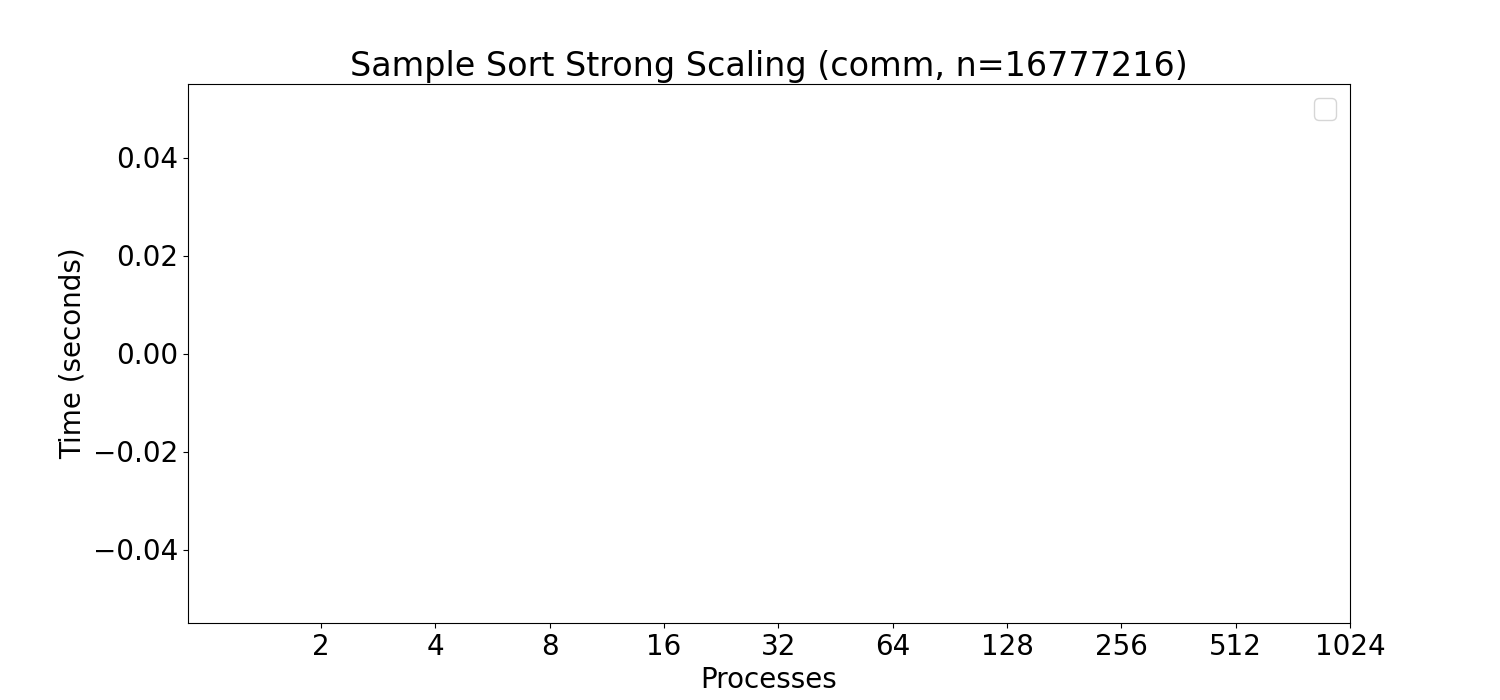 Sample Sort Strong Scaling (comm, n=16777216)
0.04
0.02
0.00
−0.02
−0.04
Time (seconds)
2 4 8 16 32 64 128 256 512 1024
Processes